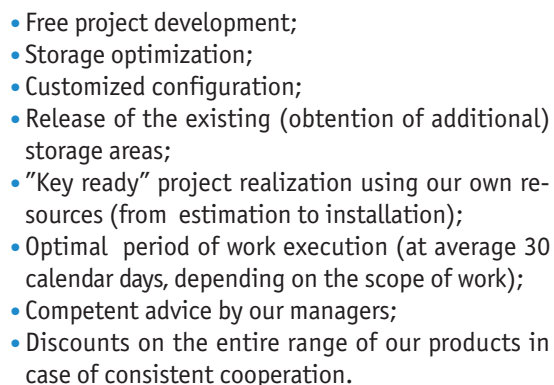 • Free project development;
• Storage optimization;
• Customized configuration;
• Release of the existing (obtention of additional)
storage areas;
• ”Key ready” project realization using our own re-
sources (from estimation to installation);
• Optimal period of work execution (at average 30
calendar days, depending on the scope of work);
• Competent advice by our managers;
• Discounts on the entire range of our products in
case of consistent cooperation.